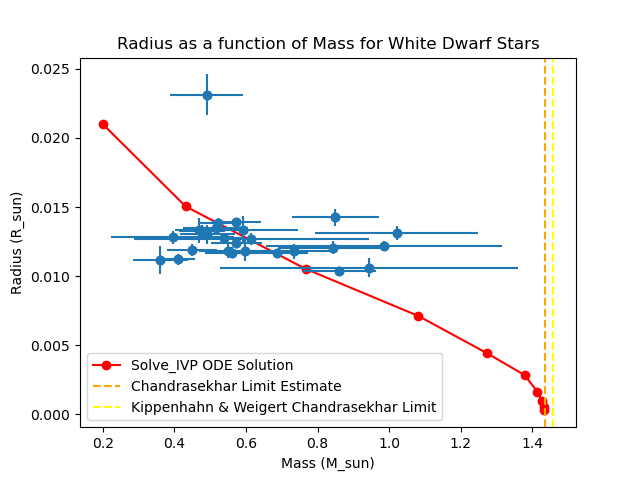 Radius as a function of Mass for White Dwarf Stars
0.025
0.020
0.015
0.010
0.005
0.000
Radius (R_sun)
Solve_IVP ODE Solution
Chandrasekhar Limit Estimate
Kippenhahn & Weigert Chandrasekhar Limit
0.2 0.4 0.6 0.8 1.0 1.2 1.4
Mass (M_sun)